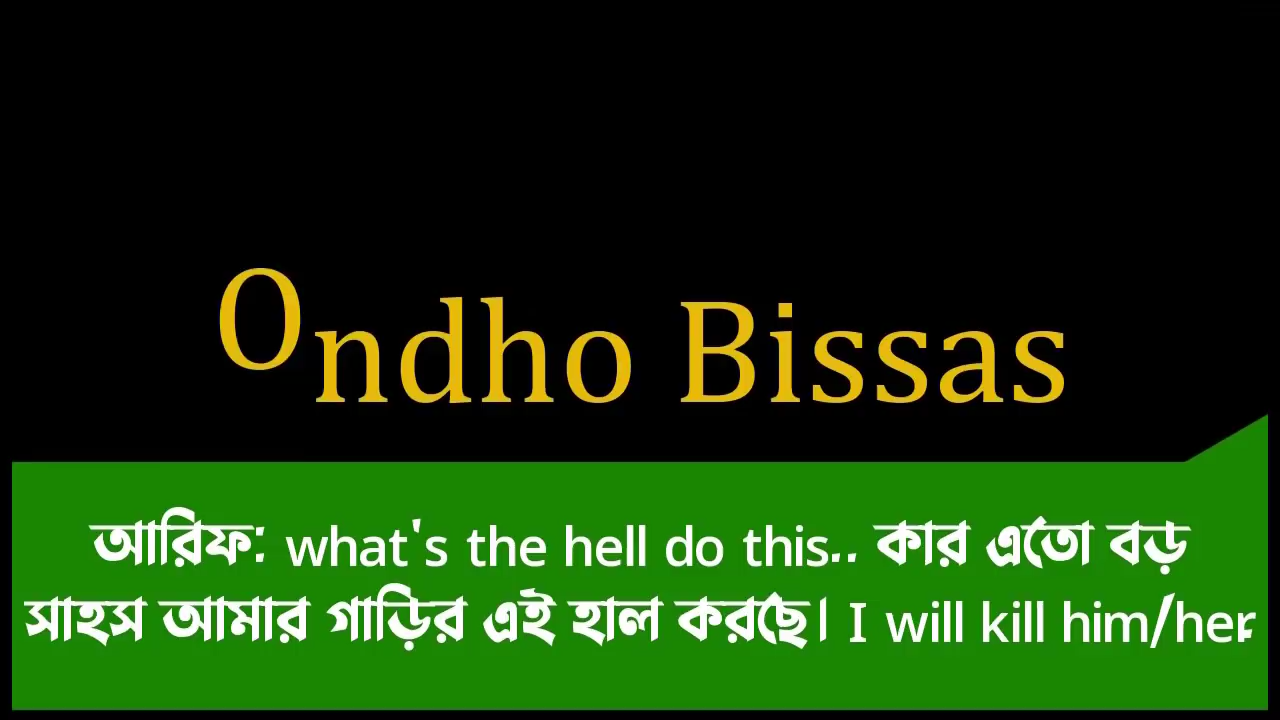 Ondho Bissas
আরিফ: what's the hell do this.. কার এতো বড়
সাহস আমার গাড়ির এই হাল করছে। I will kill him/her.